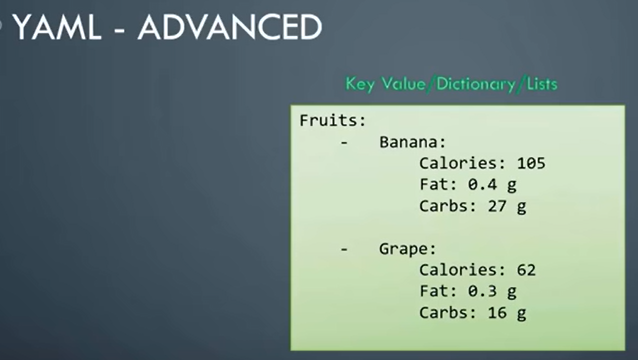 YAML - ADVANCED
Key Value/Dictionary/Lists
Fruits:
- Banana:
Calories: 105
Fat: 0.4 g
Carbs: 27 g
- Grape:
Calories: 62
Fat: 0.3 g
Carbs: 16 g